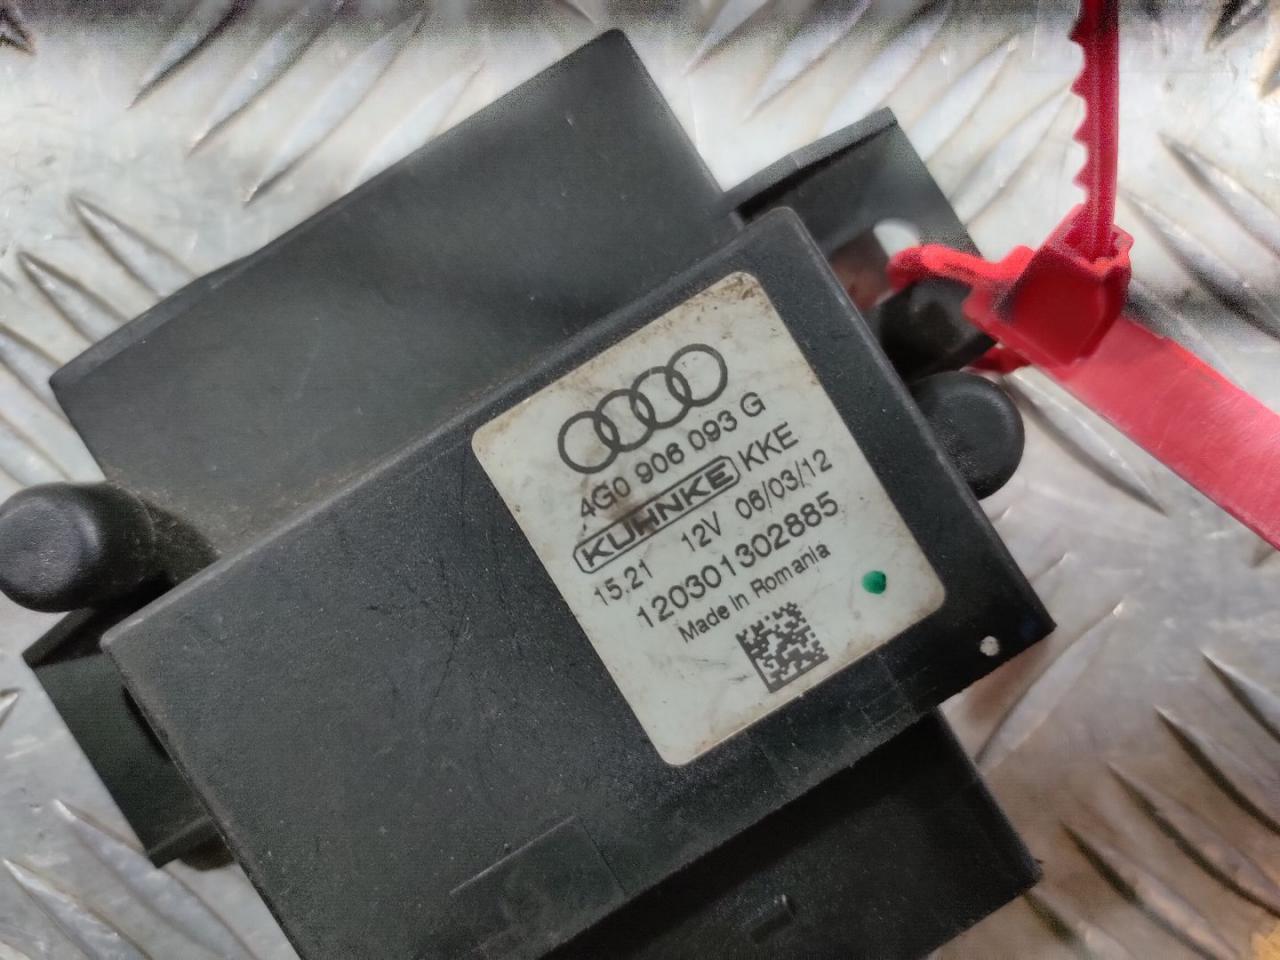 4G0 906 093 G
KUHNKE KKE
15.21 12V 06/03/12
120301302885
Made in Romania